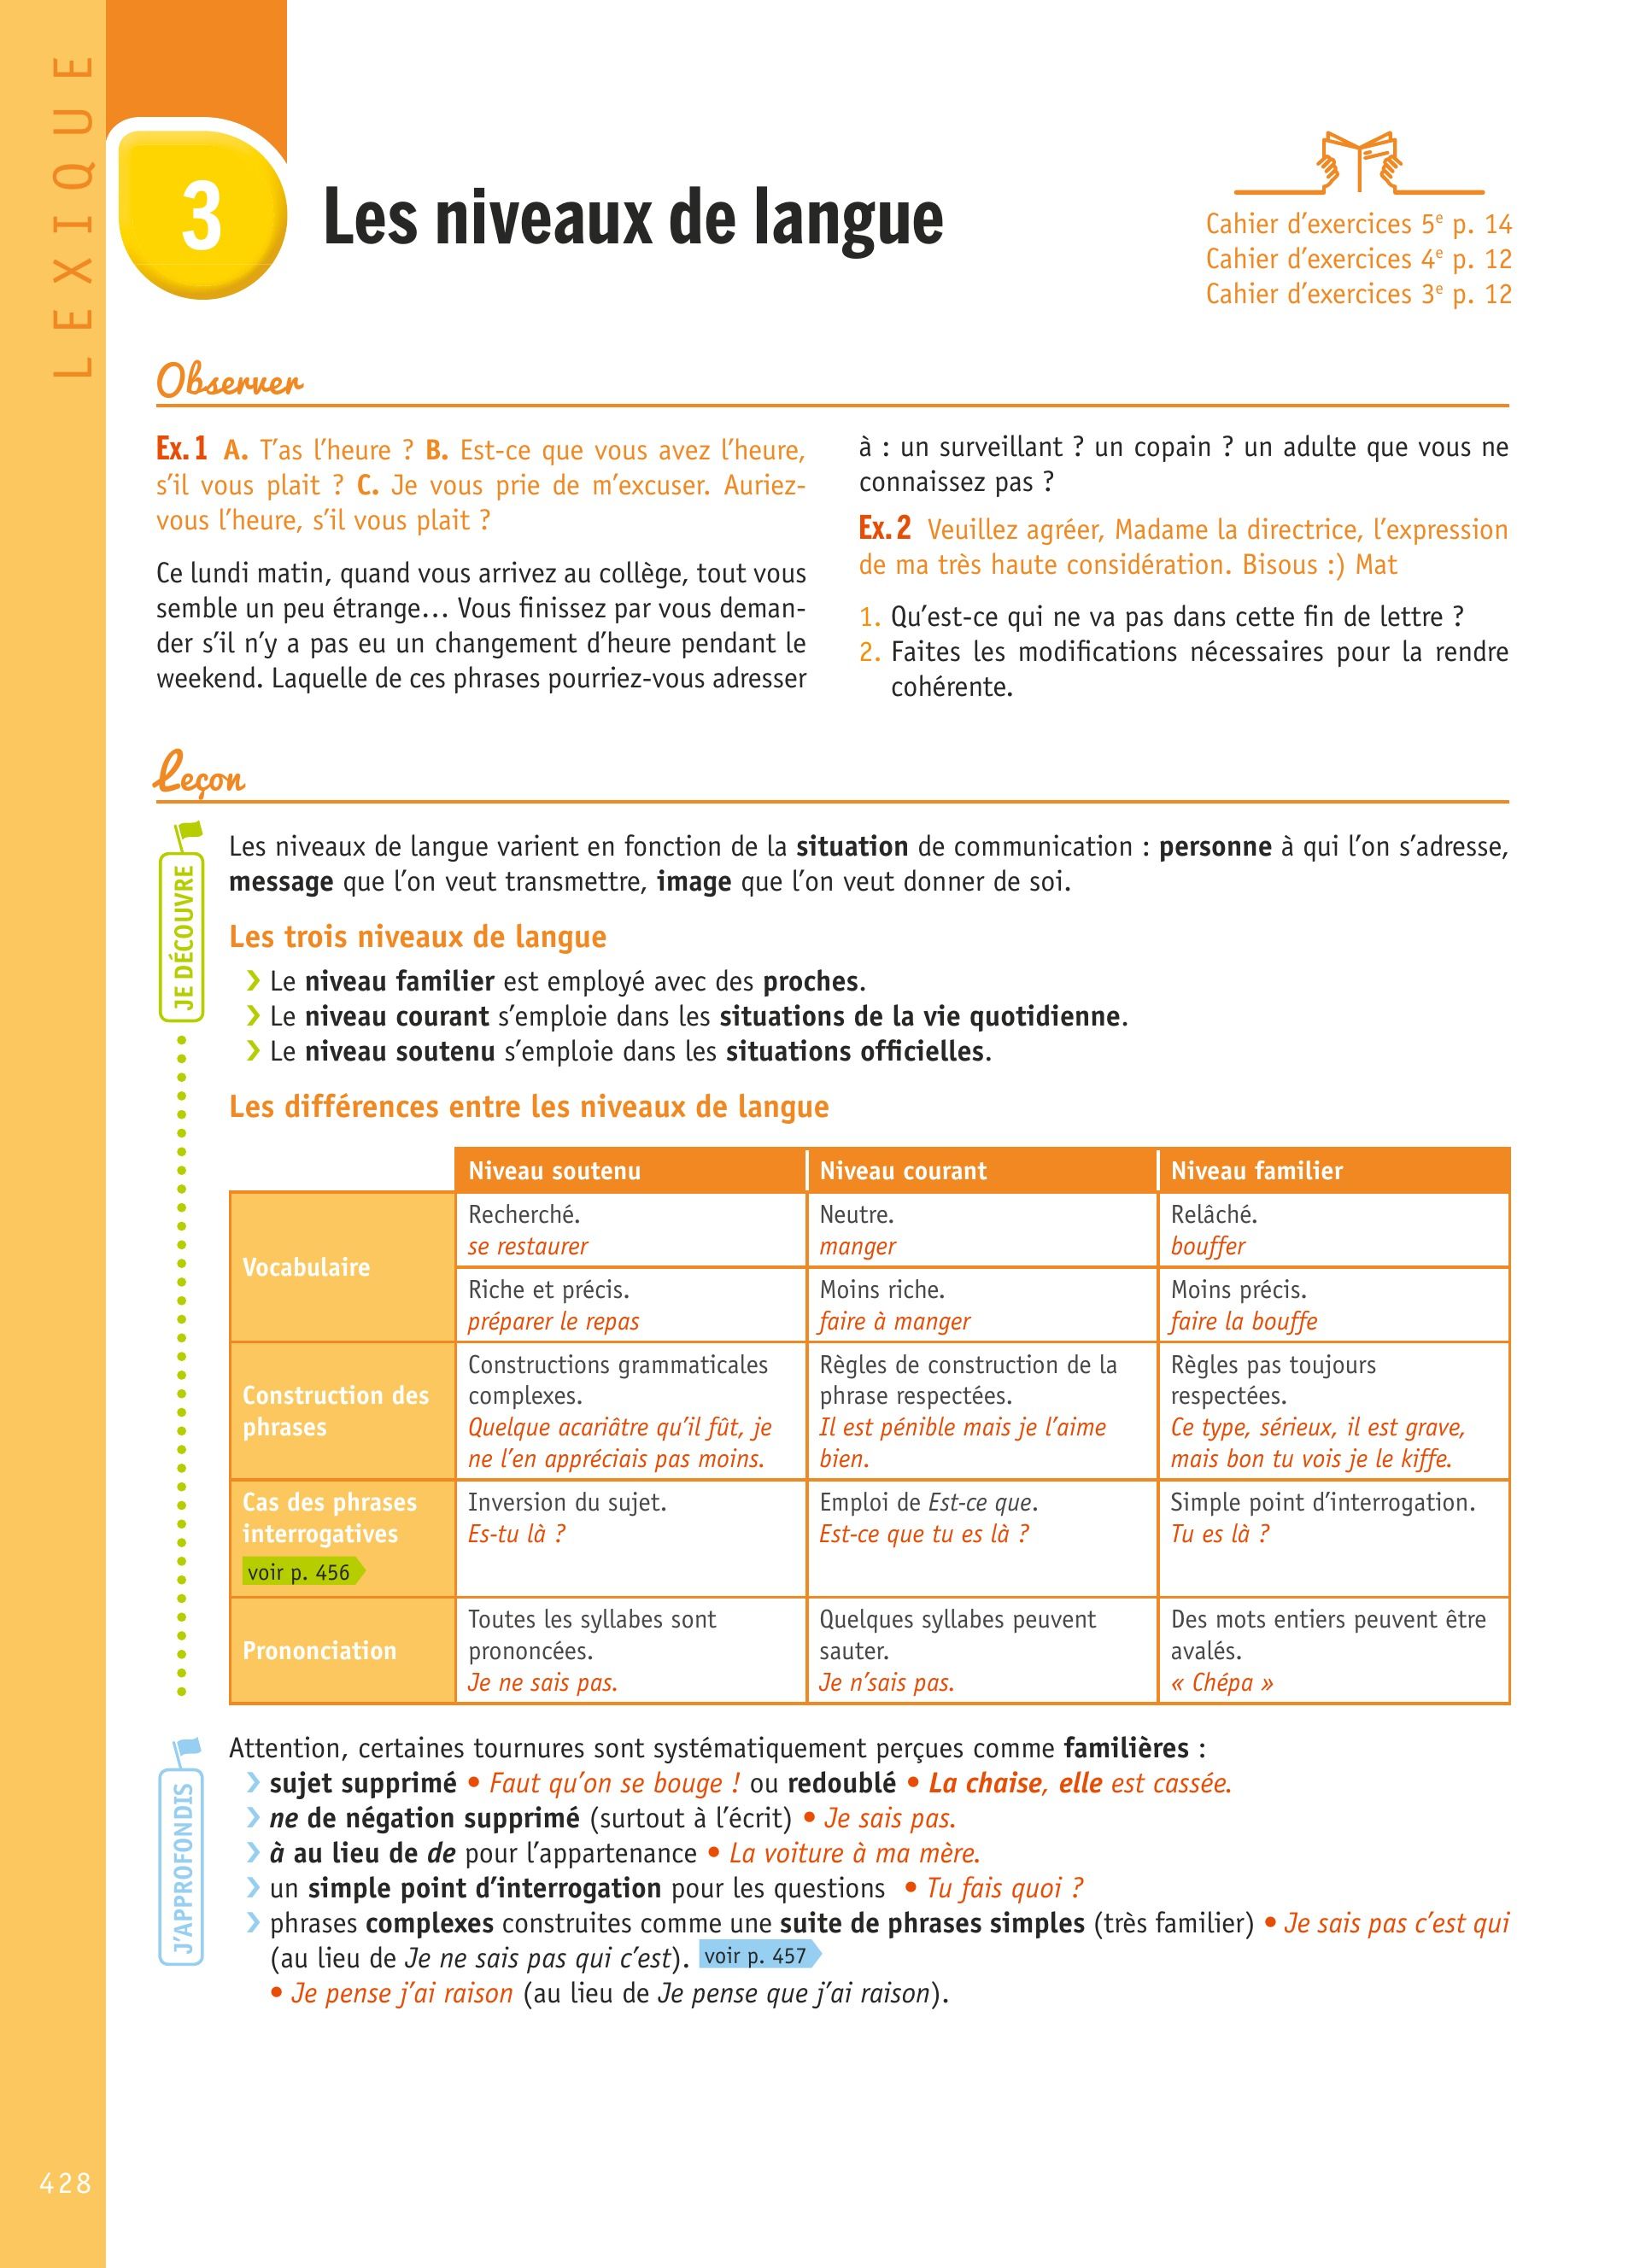 LEXIQUE
3
Les niveaux de langue
Cahier d’exercices 5e p. 14
Cahier d’exercices 4e p. 12
Cahier d’exercices 3e p. 12
Observer
Ex. 1 A. T’as l’heure ? B. Est-ce que vous avez l’heure,
s’il vous plait ? C. Je vous prie de m’excuser. Auriez-
vous l’heure, s’il vous plait ?
Ce lundi matin, quand vous arrivez au collège, tout vous
semble un peu étrange... Vous finissez par vous deman-
der s’il n’y a pas eu un changement d’heure pendant le
weekend. Laquelle de ces phrases pourriez-vous adresser
à : un surveillant ? un copain ? un adulte que vous ne
connaissez pas ?
Ex. 2 Veuillez agréer, Madame la directrice, l’expression
de ma très haute considération. Bisous :) Mat
1. Qu’est-ce qui ne va pas dans cette fin de lettre ?
2. Faites les modifications nécessaires pour la rendre
cohérente.
Leçon
JE DÉCOUVRE
Les niveaux de langue varient en fonction de la situation de communication : personne à qui l’on s’adresse,
message que l’on veut transmettre, image que l’on veut donner de soi.
Les trois niveaux de langue
› Le niveau familier est employé avec des proches.
› Le niveau courant s’emploie dans les situations de la vie quotidienne.
› Le niveau soutenu s’emploie dans les situations officielles.
Les différences entre les niveaux de langue
Niveau soutenu
Niveau courant
Niveau familier
Vocabulaire
Recherché.
se restaurer
Neutre.
manger
Relâché.
bouffer
Riche et précis.
préparer le repas
Moins riche.
faire à manger
Moins précis.
faire la bouffe
Construction des
phrases
Constructions grammaticales
complexes.
Quelque acariâtre qu’il fût, je
ne l’en appréciais pas moins.
Règles de construction de la
phrase respectées.
Il est pénible mais je l’aime
bien.
Règles pas toujours
respectées.
Ce type, sérieux, il est grave,
mais bon tu vois je le kiffe.
Cas des phrases
interrogatives
voir p. 456
Inversion du sujet.
Es-tu là ?
Emploi de Est-ce que.
Est-ce que tu es là ?
Simple point d’interrogation.
Tu es là ?
Prononciation
Toutes les syllabes sont
prononcées.
Je ne sais pas.
Quelques syllabes peuvent
sauter.
Je n’sais pas.
Des mots entiers peuvent être
avalés.
« Chépa »
J’APPROFONDIS
Attention, certaines tournures sont systématiquement perçues comme familières :
› sujet supprimé • Faut qu’on se bouge ! ou redoublé • La chaise, elle est cassée.
› ne de négation supprimé (surtout à l’écrit) • Je sais pas.
› à au lieu de de pour l’appartenance • La voiture à ma mère.
› un simple point d’interrogation pour les questions • Tu fais quoi ?
› phrases complexes construites comme une suite de phrases simples (très familier) • Je sais pas c’est qui
(au lieu de Je ne sais pas qui c’est). voir p. 457
• Je pense j’ai raison (au lieu de Je pense que j’ai raison).
428